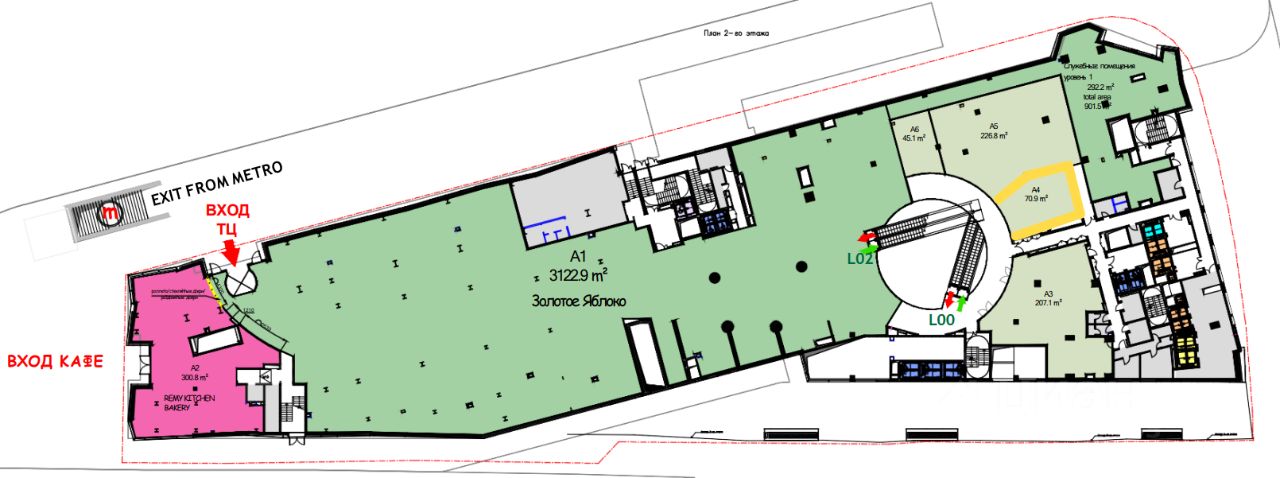 План 2-го этажа
Служебные помещения
уровень 1
292.2 m²
total area
901.5 m²
A6
45.1 m²
A5
226.8 m²
A4
70.9 m²
EXIT FROM METRO
m
ВХОД
ТЦ
A1
3122.9 m²
Золотое Яблоко
L02
L00
A3
207.1 m²
ВХОД КАФЕ
A2
300.8 m²
REMY KITCHEN
BAKERY